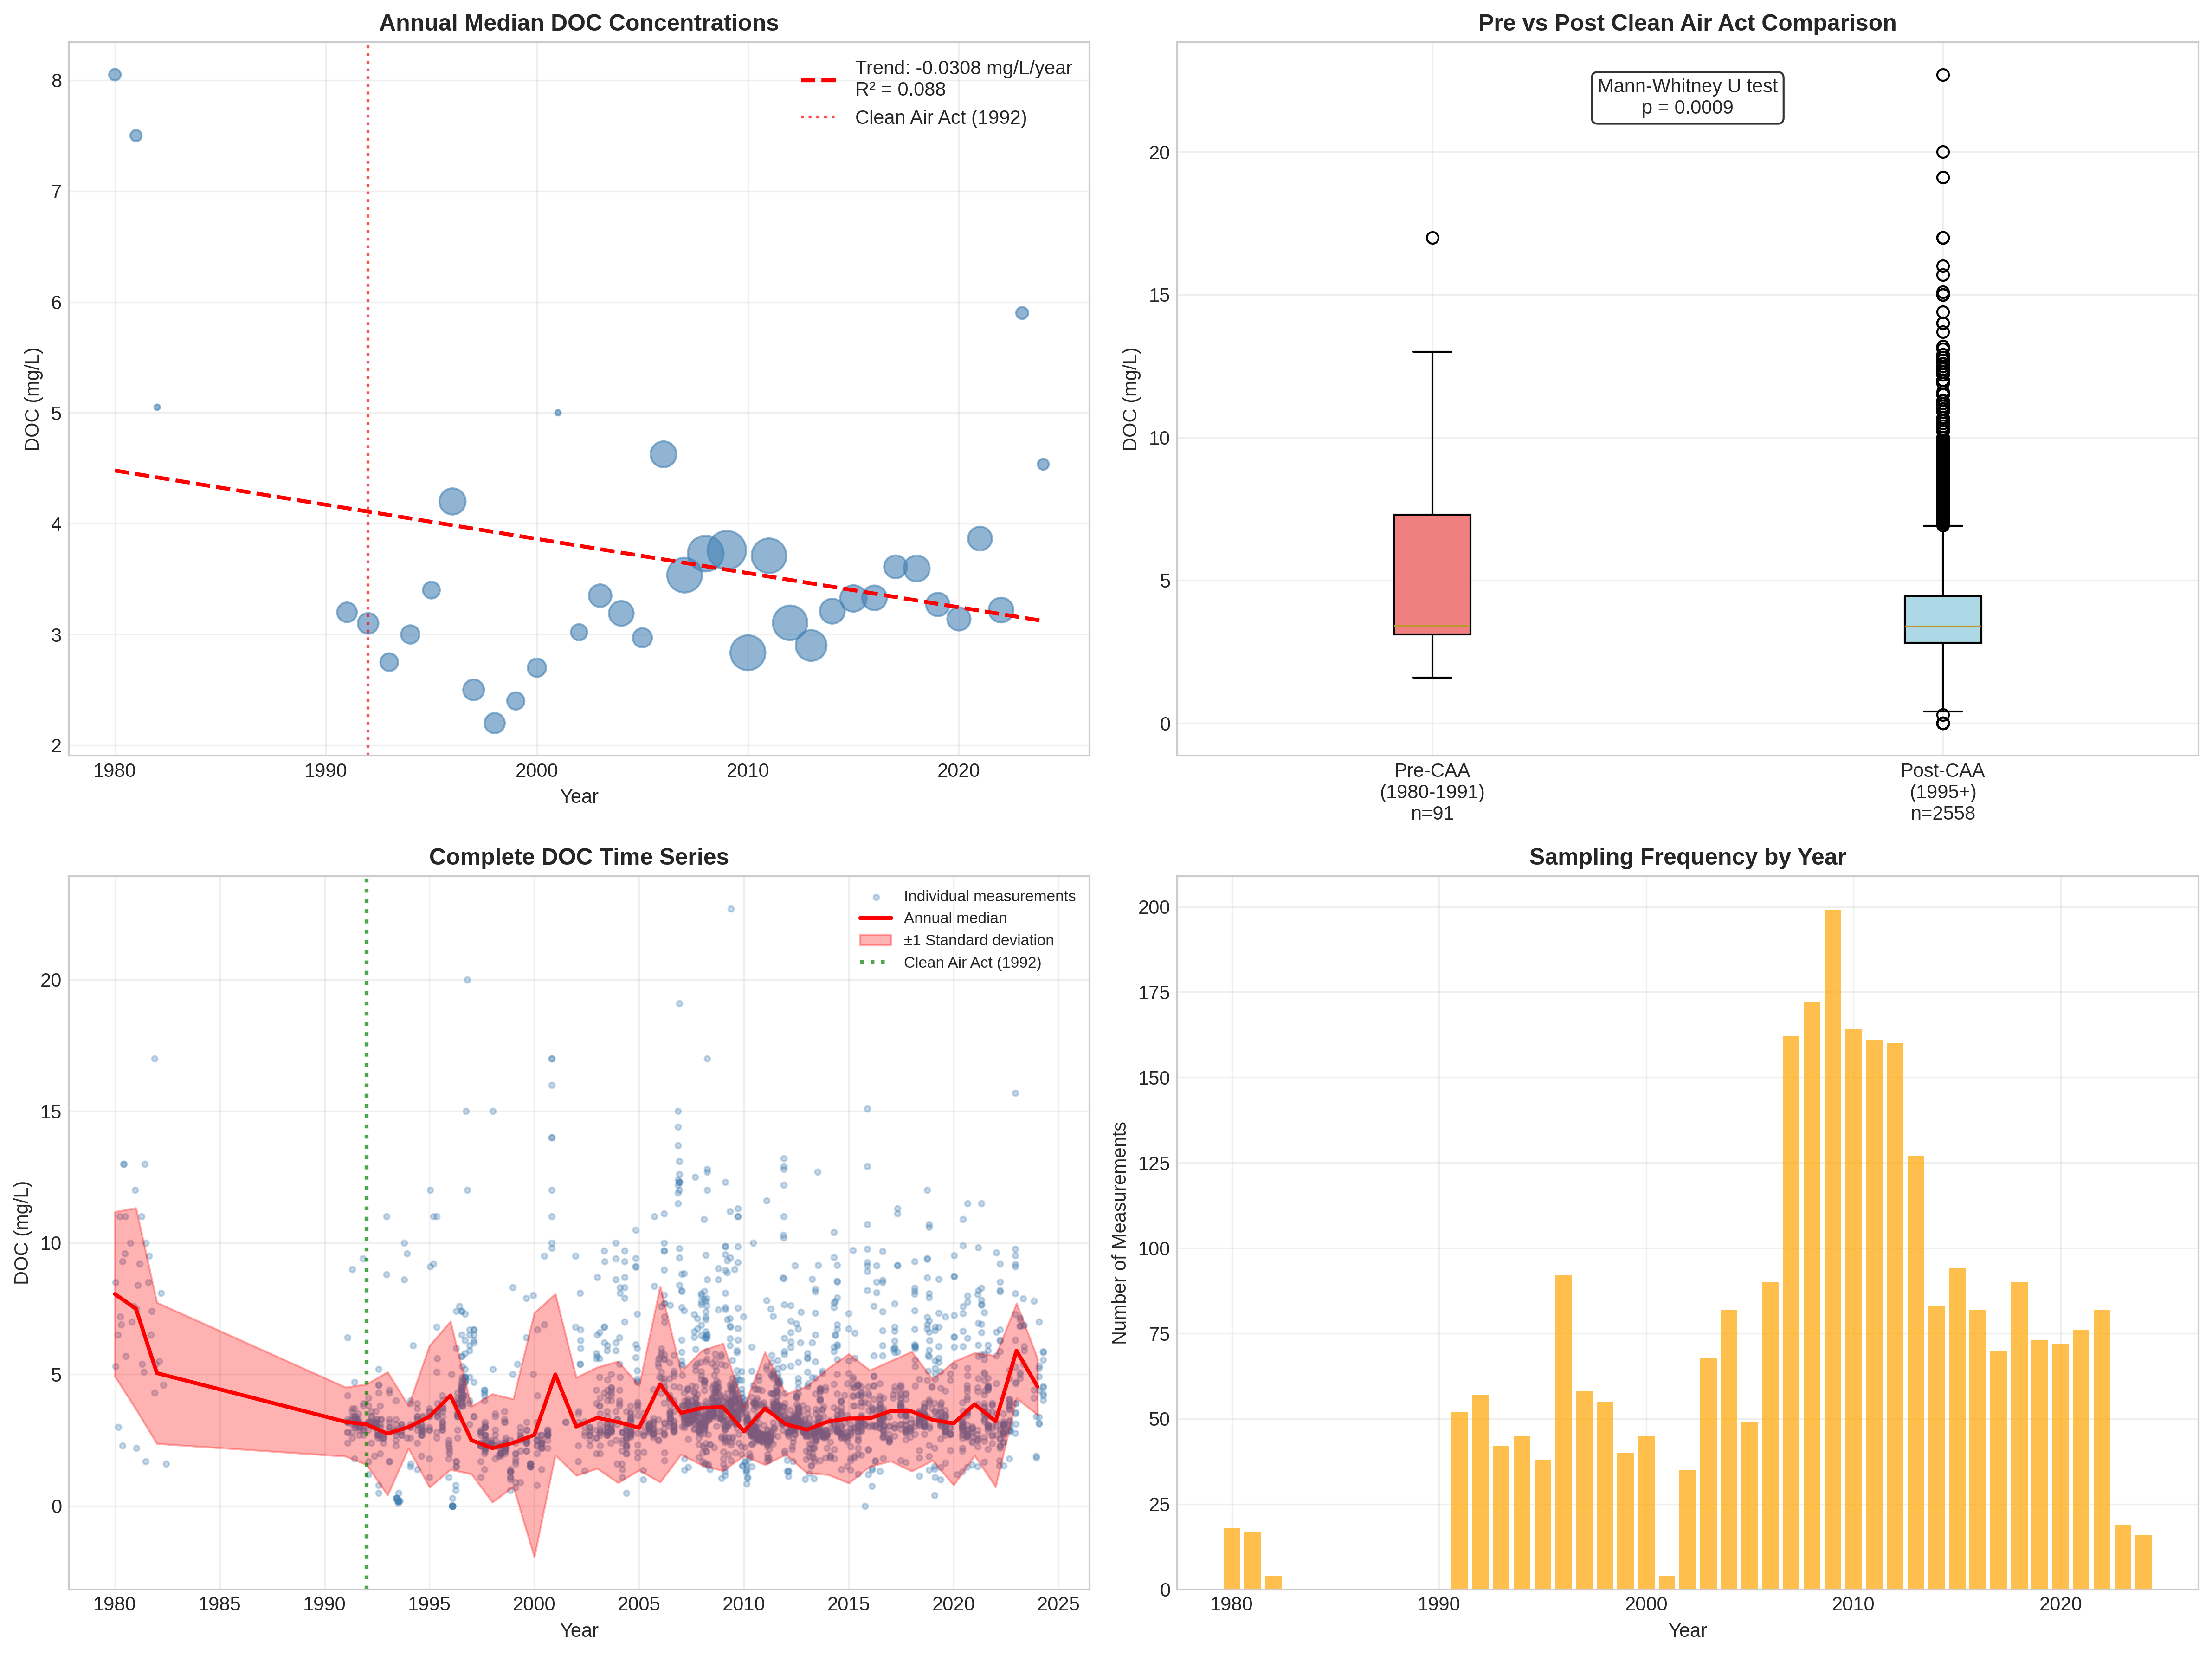 Annual Median DOC Concentrations
Trend: -0.0308 mg/L/year
R² = 0.088
Clean Air Act (1992)
8
7
6
5
4
3
2
DOC (mg/L)
1980
1990
2000
2010
2020
Year
Pre vs Post Clean Air Act Comparison
Mann-Whitney U test
p = 0.0009
20
15
10
5
0
DOC (mg/L)
Pre-CAA
(1980-1991)
n=91
Post-CAA
(1995+)
n=2558
Complete DOC Time Series
Individual measurements
Annual median
±1 Standard deviation
Clean Air Act (1992)
20
15
10
5
0
DOC (mg/L)
1980
1985
1990
1995
2000
2005
2010
2015
2020
2025
Year
Sampling Frequency by Year
200
175
150
125
100
75
50
25
0
Number of Measurements
1980
1990
2000
2010
2020
Year